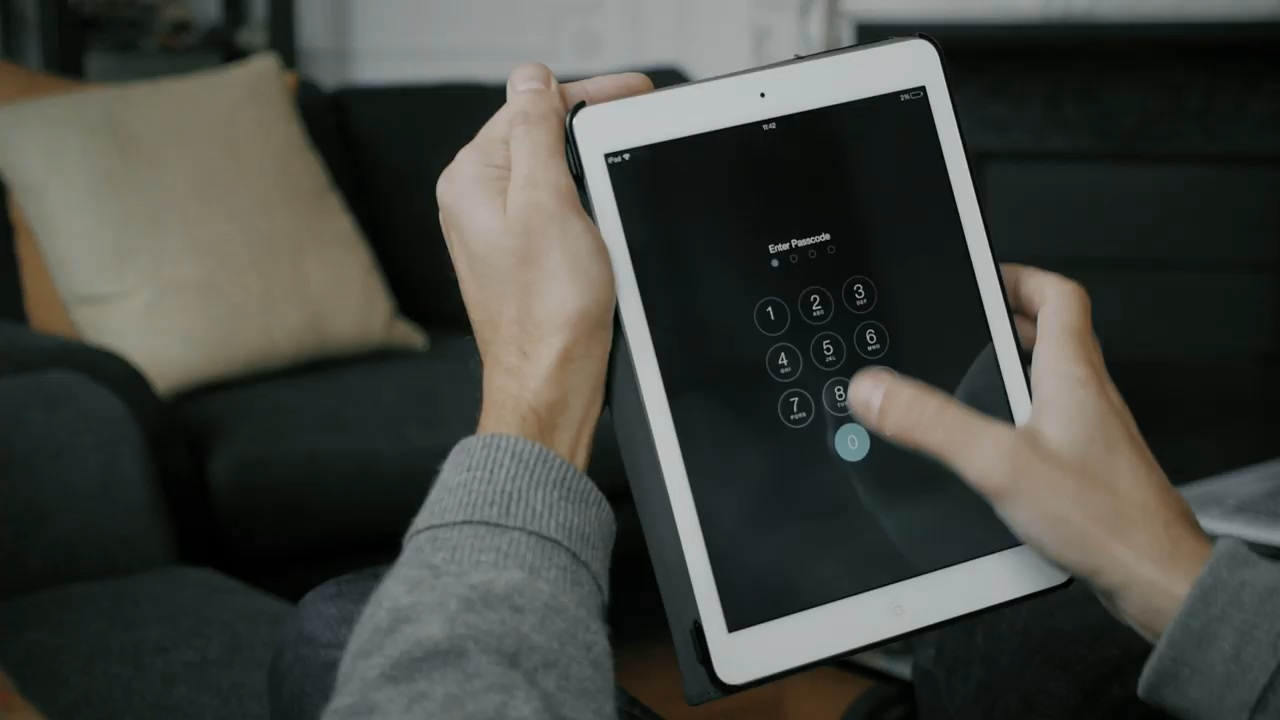 iPad
11:42
2%
Enter Passcode
1
2
ABC
3
DEF
4
GHI
5
JKL
6
MNO
7
PQRS
8
0